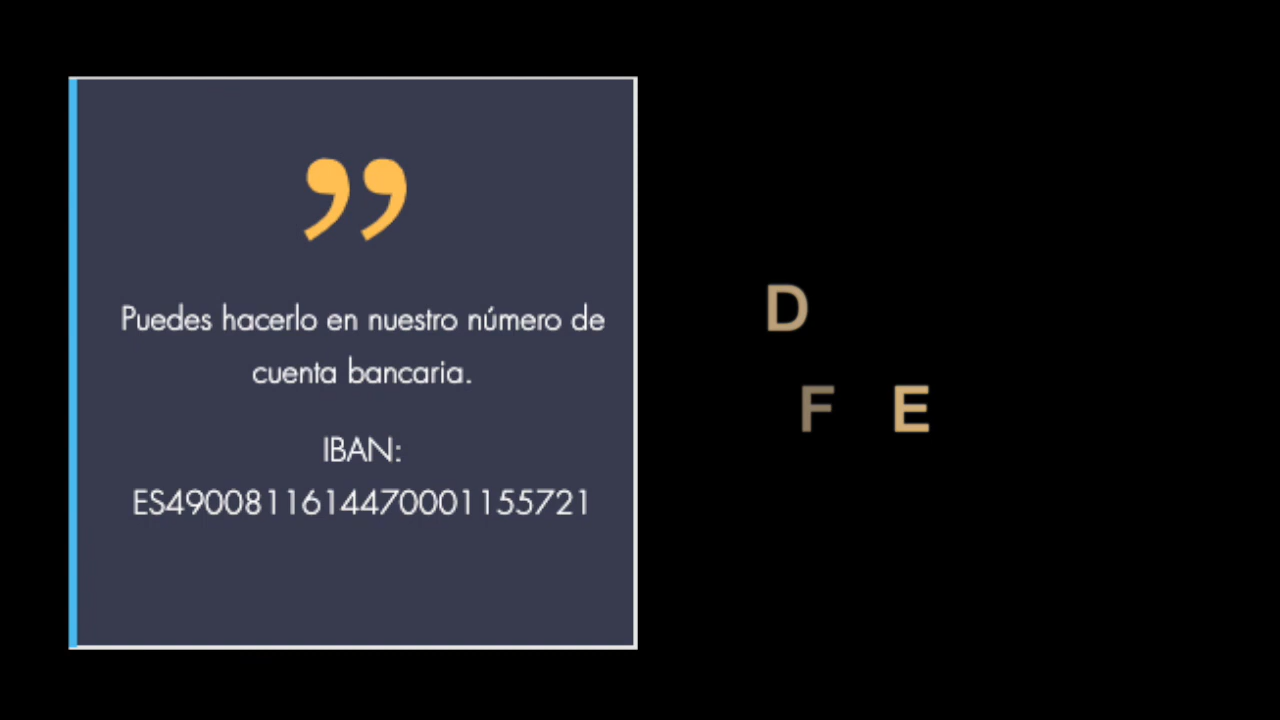 ”
Puedes hacerlo en nuestro número de
cuenta bancaria.
IBAN:
ES4900811614470001155721
D
F E